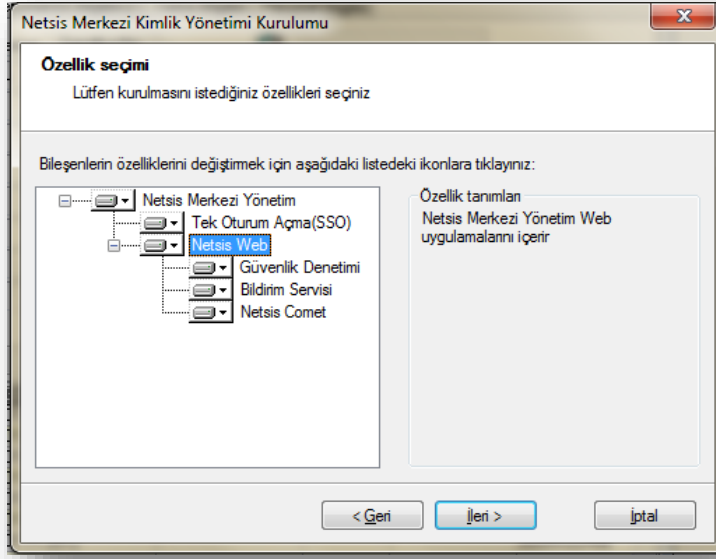 Netsis Merkezi Kimlik Yönetimi Kurulumu
Özellik seçimi
Lütfen kurulmasını istediğiniz özellikleri seçiniz
Bileşenlerin özelliklerini değiştirmek için aşağıdaki listedeki ikonlara tıklayınız:
Netsis Merkezi Yönetim
Tek Oturum Açma(SSO)
Netsis Web
Güvenlik Denetimi
Bildirim Servisi
Netsis Comet
Özellik tanımları
Netsis Merkezi Yönetim Web
uygulamalarını içerir
< Geri
İleri >
İptal